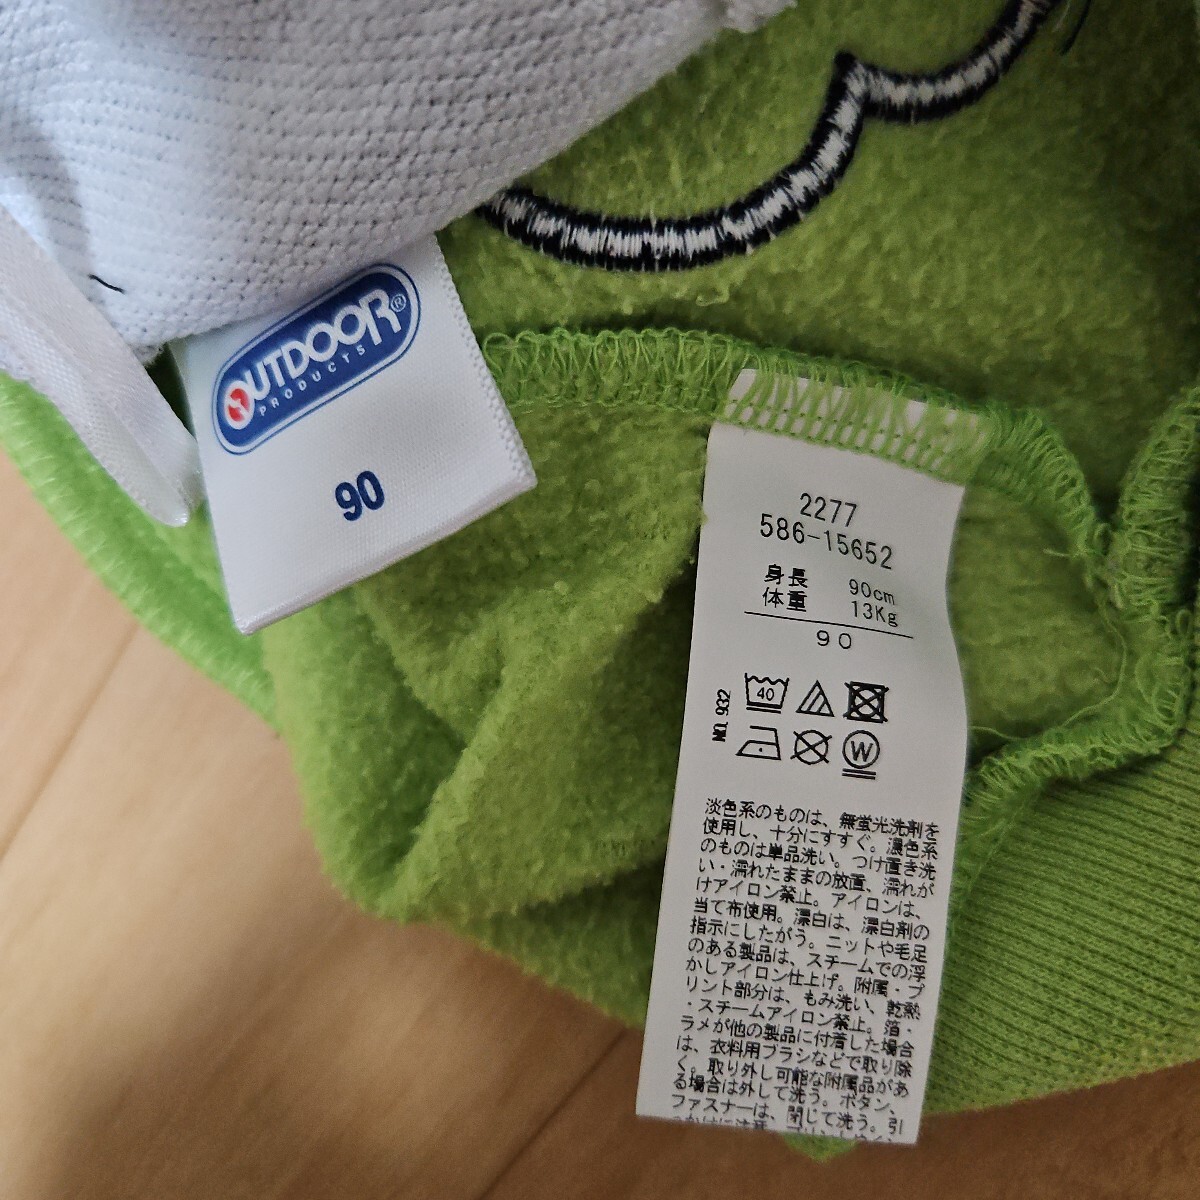 OUTDOOR®
PRODUCTS
90
2277
586-15652
身長 90cm
体重 13Kg
90
40
W
NO. 932
淡色系のものは、無蛍光洗剤を
使用し、十分にすすぐ。濃色系
のものは単品洗い。つけ置き洗
い・濡れたままの放置、濡れが
けアイロン禁止。アイロンは、
当て布使用。漂白は、漂白剤の
指示にしたがう。ニットや毛足
のある製品は、スチームでの浮
かしアイロン仕上げ。附属・プ
リント部分は、もみ洗い、乾熱
・スチームアイロン禁止。箔・
ラメが他の製品に付着した場合
は、衣料用ブラシなどで取り除
く。取り外し可能な附属品があ
る場合は外して洗う。ボタン、
ファスナーは、閉じて洗う。引